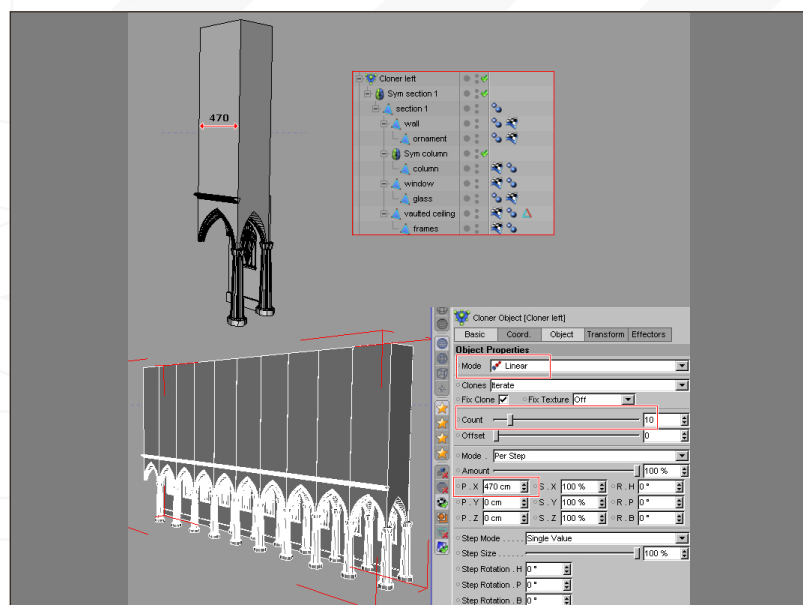 470
Cloner left
Sym section 1
section 1
wall
ornament
Sym column
column
window
glass
vaulted ceiling
frames
Cloner Object [Cloner left]
Basic Coord. Object Transform Effectors
Object Properties
Mode Linear
Clones Iterate
Fix Clone Fix Texture Off
Count 10
Offset 0
Mode . Per Step
Amount 100 %
P . X 470 cm S . X 100 % R . H 0 °
P . Y 0 cm S . Y 100 % R . P 0 °
P . Z 0 cm S . Z 100 % R . B 0 °
Step Mode . . . . . Single Value
Step Size . . . . . . 100 %
Step Rotation . H 0 °
Step Rotation . P 0 °
Step Rotation . B 0 °